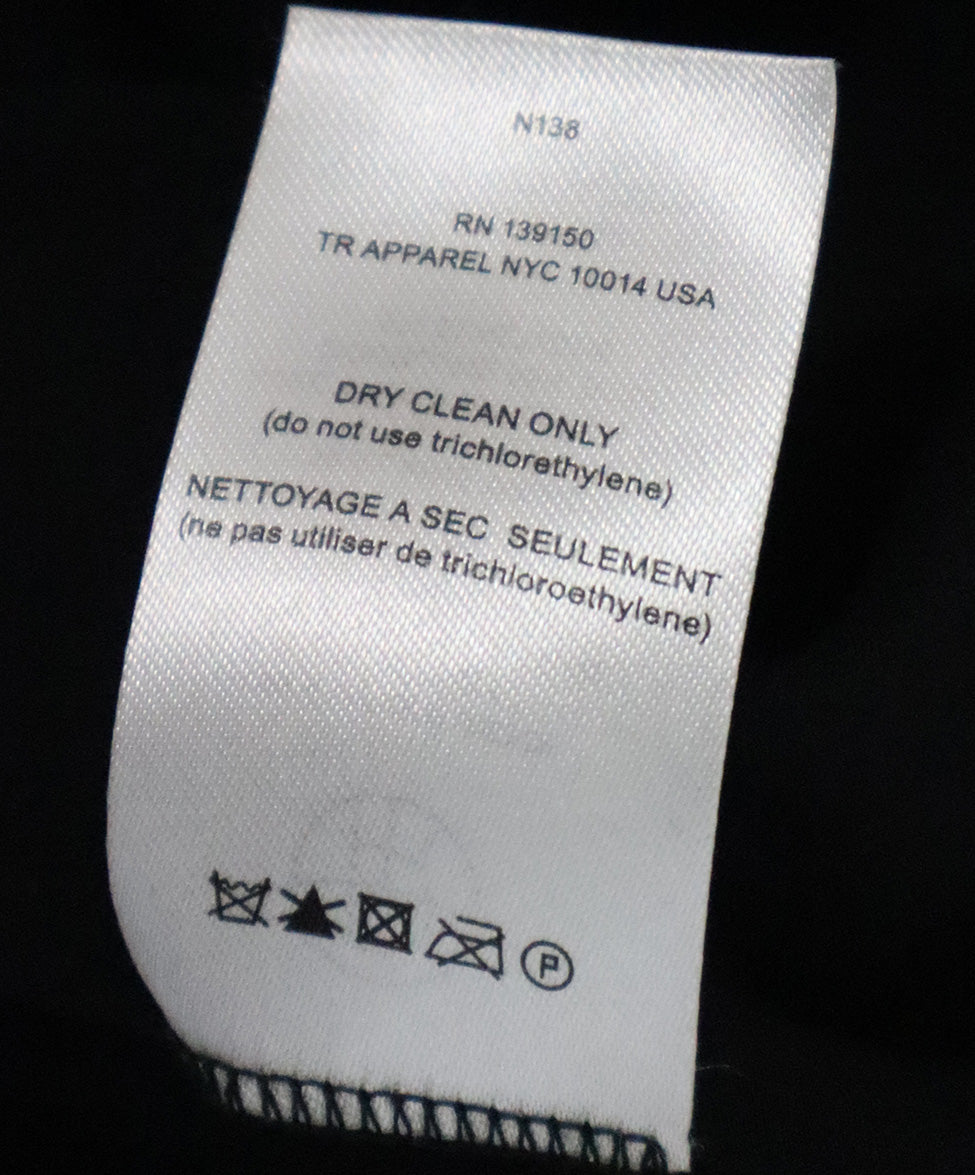 N138
RN 139150
TR APPAREL NYC 10014 USA
DRY CLEAN ONLY
(do not use trichlorethylene)
NETTOYAGE A SEC SEULEMENT
(ne pas utiliser de trichloroethylene)
P